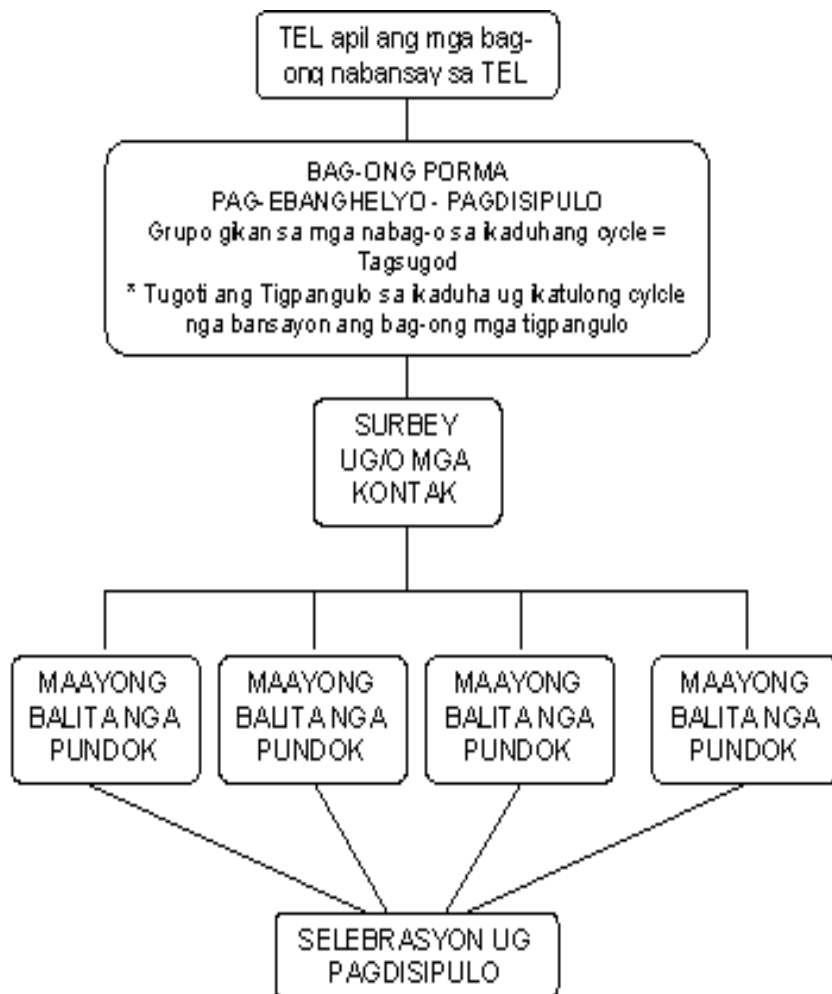 TEL apil ang mga bag-
ong nabansay sa TEL
BAG-ONG PORMA
PAG-EBANGHELYO - PAGDISIPULO
Grupo gikan sa mga nabag-o sa ikaduhang cycle =
Tagsugod
* Tugoti ang Tigpangulo sa ikaduha ug ikatulong cylcle
nga bansayon ang bag-ong mga tigpangulo
SURBEY
UG/O MGA
KONTAK
MAAYONG
BALITA NGA
PUNDOK
MAAYONG
BALITA NGA
PUNDOK
MAAYONG
BALITA NGA
PUNDOK
MAAYONG
BALITA NGA
PUNDOK
SELEBRASYON UG
PAGDISIPULO